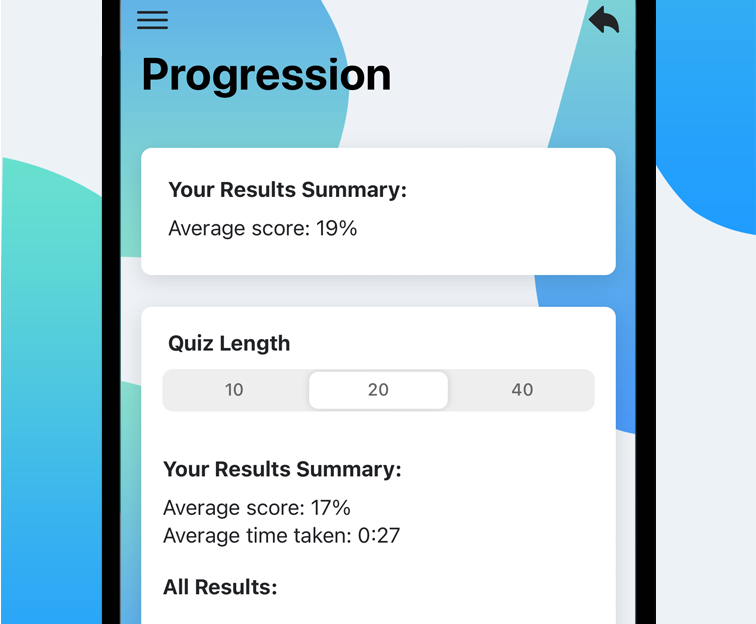 Progression
Your Results Summary:
Average score: 19%
Quiz Length
10 20 40
Your Results Summary:
Average score: 17%
Average time taken: 0:27
All Results: